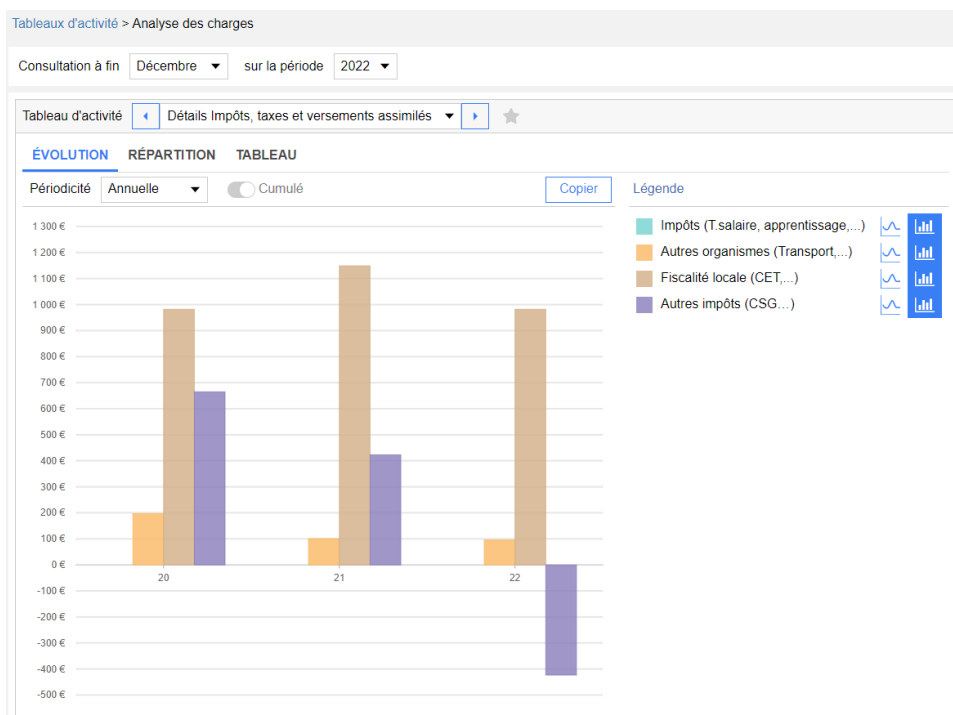 Tableaux d'activité > Analyse des charges
Consultation à fin Décembre sur la période 2022
Tableau d'activité Détails Impôts, taxes et versements assimilés
ÉVOLUTION RÉPARTITION TABLEAU
Périodicité Annuelle Cumulé Copier Légende
Impôts (T.salaire, apprentissage,...)
Autres organismes (Transport,...)
Fiscalité locale (CET,...)
Autres impôts (CSG...)
1 300 €
1 200 €
1 100 €
1 000 €
900 €
800 €
700 €
600 €
500 €
400 €
300 €
200 €
100 €
0 €
20 21 22
-100 €
-200 €
-300 €
-400 €
-500 €